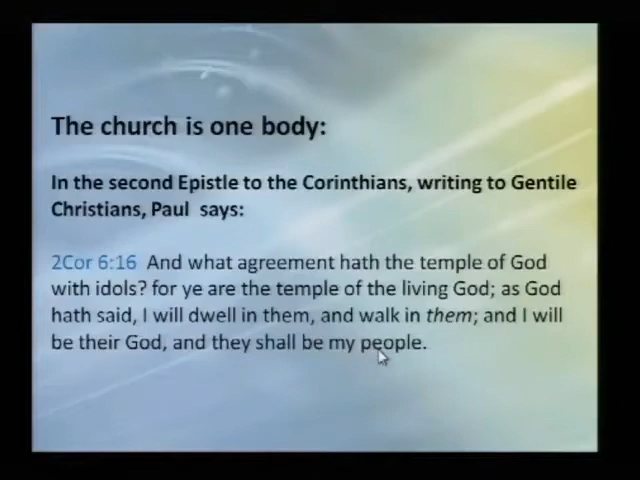 The church is one body:
In the second Epistle to the Corinthians, writing to Gentile
Christians, Paul says:
2Cor 6:16 And what agreement hath the temple of God
with idols? for ye are the temple of the living God; as God
hath said, I will dwell in them, and walk in them; and I will
be their God, and they shall be my people.